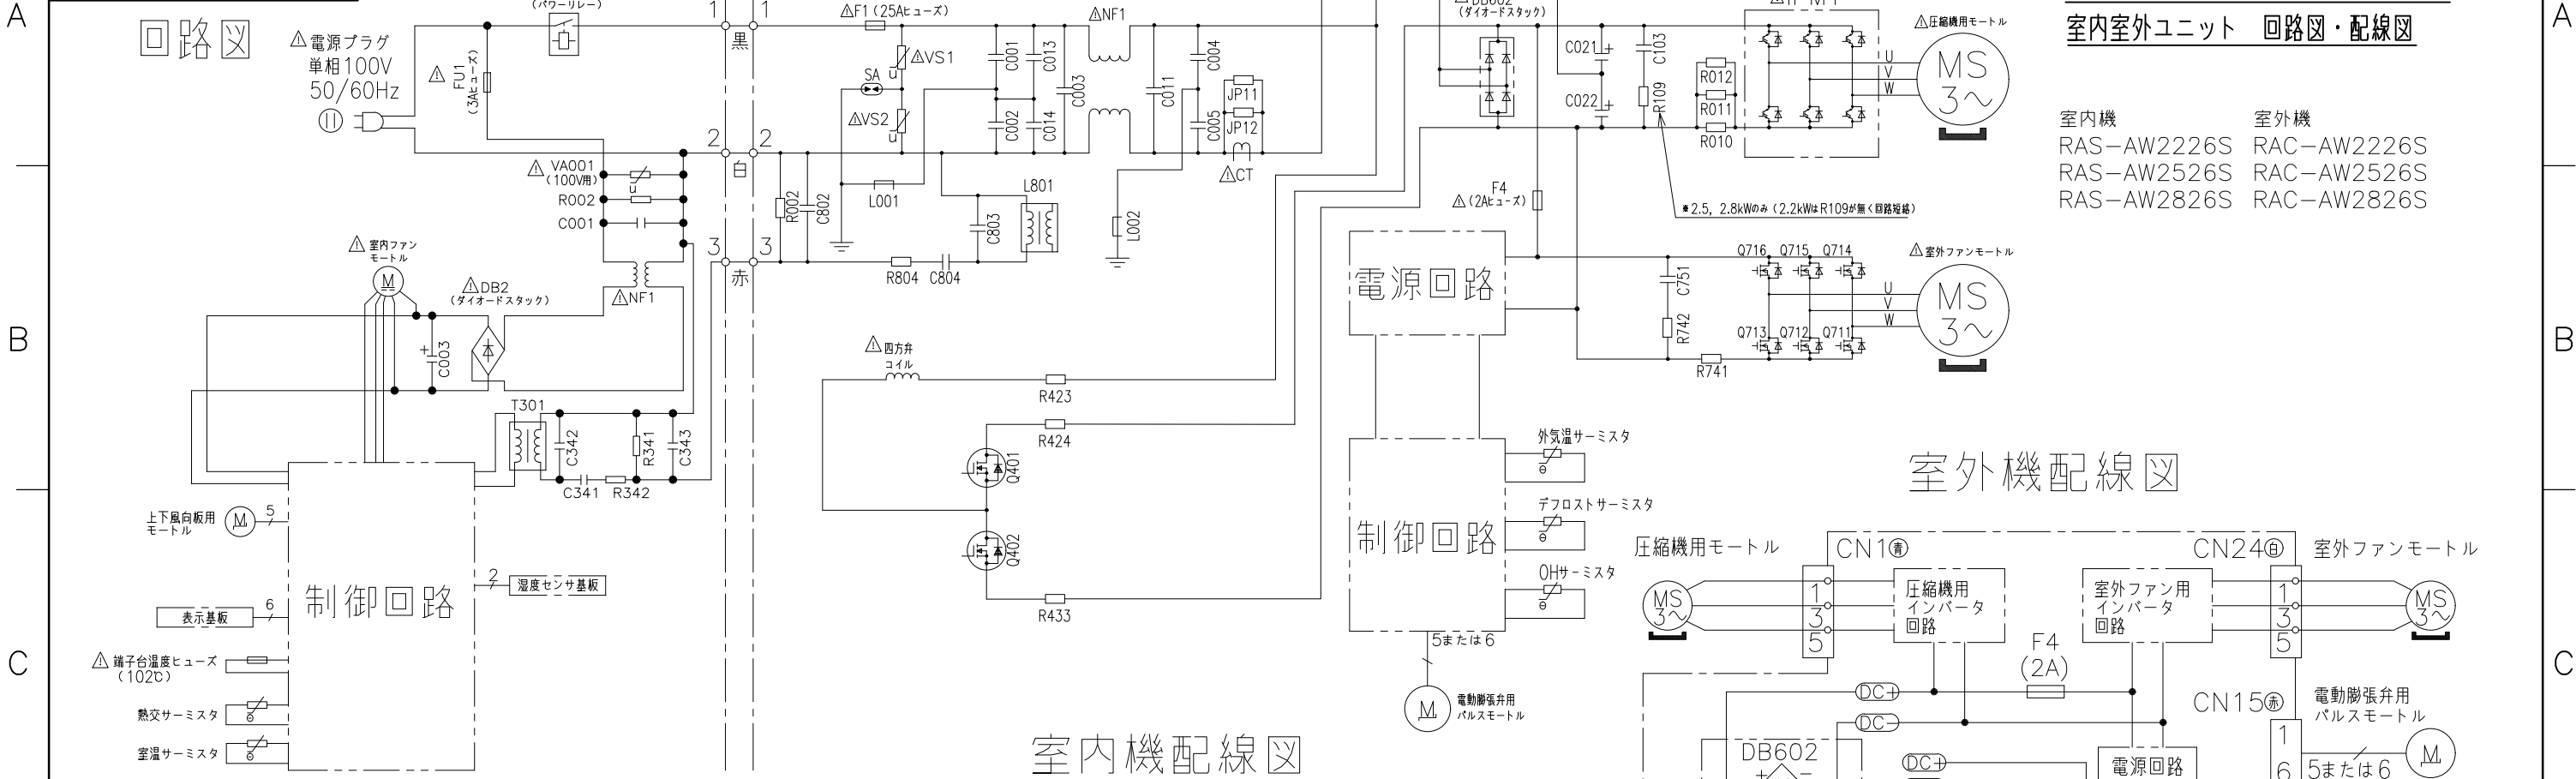 A
回路図
⚠電源プラグ
単相100V
50/60Hz
(パワーリレー)
⚠
FU1
(3Aヒューズ)
1 1
黒
⚠F1 (25Aヒューズ)
SA
⚠VS1
⚠VS2
U
U
C001
C002
C013
C014
C003
⚠NF1
C011
C004
C005
JP11
JP12
⚠CT
2 2
白
⚠ VA001
(100V用)
U
R002
C001
R002
C802
L001
C803
L801
L002
3 3
赤
R804
C804
⚠NF1
⚠ 室内ファン
モートル
M
⚠DB2
(ダイオードスタック)
C003
T301
C342
R341
C343
C341
R342
B
⚠ 四方弁
コイル
R423
R424
Q401
Q402
R433
上下風向板用
モートル
M
5
制御回路
2
湿度センサ基板
表示基板
6
⚠ 端子台温度ヒューズ
(102℃)
熱交サーミスタ
θ
室温サーミスタ
θ
C
室内機配線図
⚠DB602
(ダイオードスタック)
C021
C022
C103
R109
R012
R011
R010
⚠圧縮機用モートル
U
V
W
MS
3～
F4
⚠(2Aヒューズ)
*2.5, 2.8kWのみ (2.2kWはR109が無く回路短絡)
電源回路
C751
R742
R741
Q716 Q715 Q714
Q713 Q712 Q711
⚠室外ファンモートル
U
V
W
MS
3～
制御回路
外気温サーミスタ
θ
デフロストサーミスタ
θ
OHサーミスタ
θ
5または6
M
電動膨張弁用
パルスモートル
室内室外ユニット 回路図・配線図
室内機 室外機
RAS-AW2226S RAC-AW2226S
RAS-AW2526S RAC-AW2526S
RAS-AW2826S RAC-AW2826S
A
B
C
室外機配線図
圧縮機用モートル
MS
3～
CN1青
1
3
5
圧縮機用
インバータ
回路
室外ファン用
インバータ
回路
CN24白
1
3
5
室外ファンモートル
MS
3～
F4
(2A)
DC+
DC-
DC+
DB602
電源回路
CN15赤
1
6
電動膨張弁用
パルスモートル
5または6
M